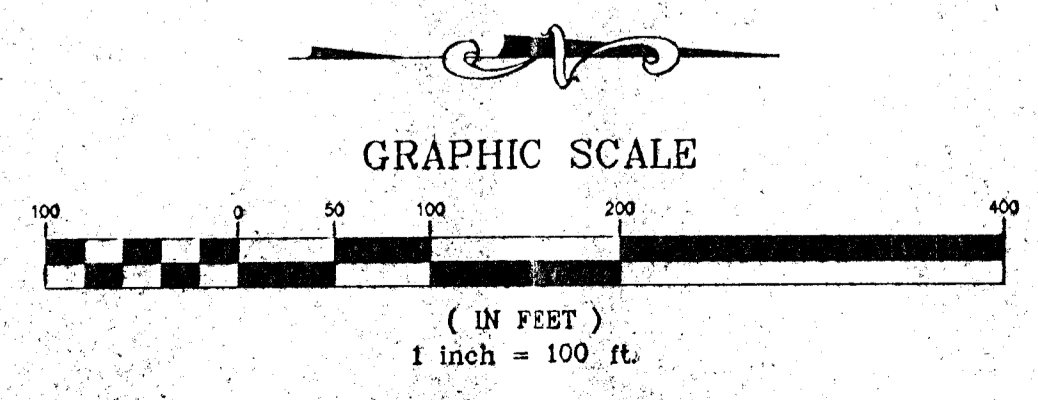 GRAPHIC SCALE
100 0 50 100 200 400
( IN FEET )
1 inch = 100 ft.